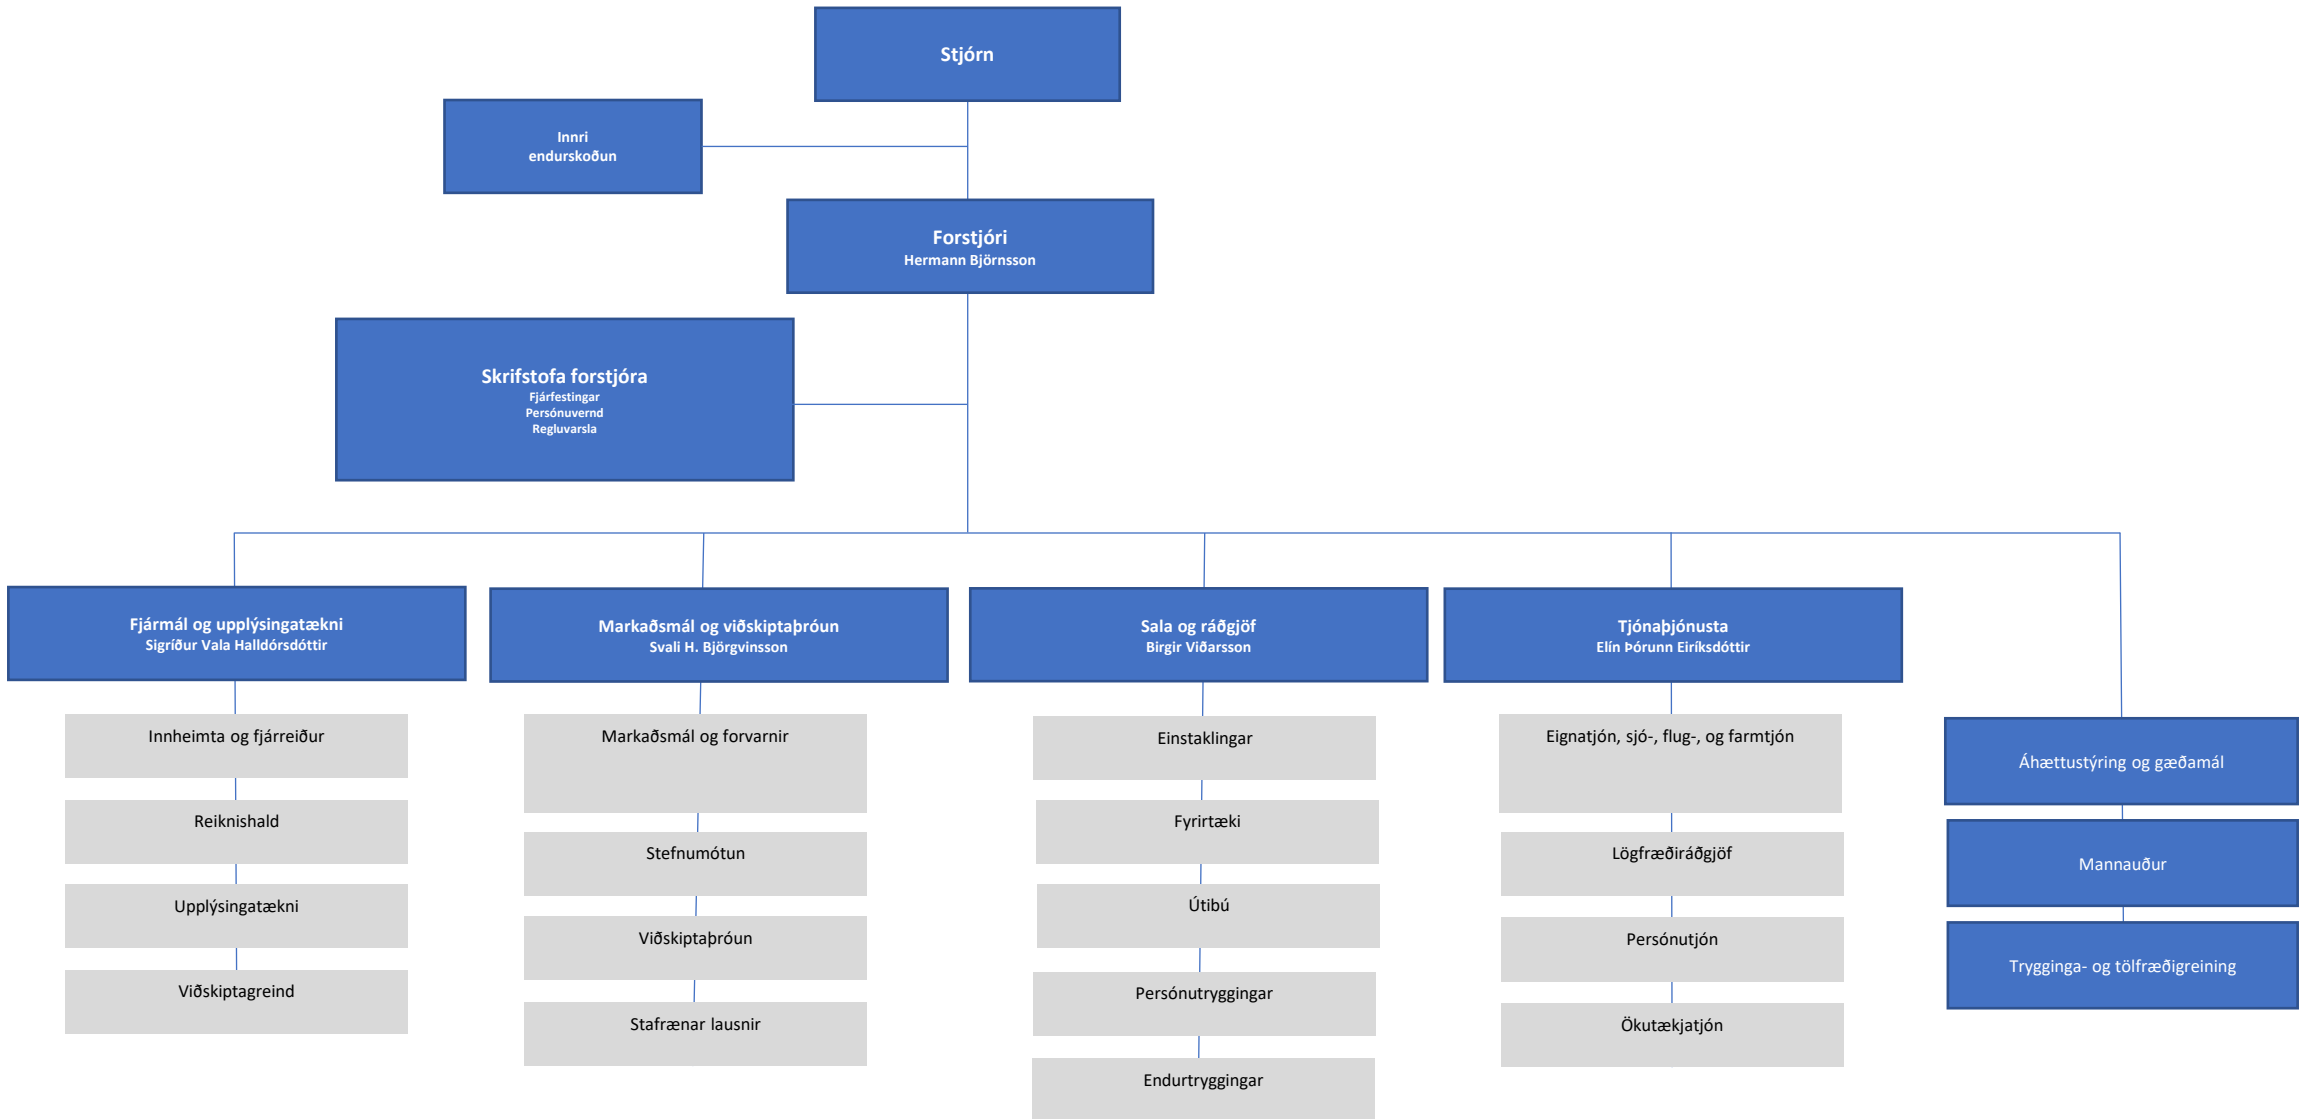 Stjórn
Innri
endurskoðun
Forstjóri
Hermann Björnsson
Skrifstofa forstjóra
Fjárfestingar
Persónuvernd
Regluvarsla
Fjármál og upplýsingatækni
Sigríður Vala Halldórsdóttir
Markaðsmál og viðskiptaþróun
Svali H. Björgvinsson
Sala og ráðgjöf
Birgir Viðarsson
Tjónaþjónusta
Elín Þórunn Eiríksdóttir
Innheimta og fjárreiður
Reiknishald
Upplýsingatækni
Viðskiptagreind
Markaðsmál og forvarnir
Stefnumótun
Viðskiptaþróun
Stafrænar lausnir
Einstaklingar
Fyrirtæki
Útibú
Persónutryggingar
Endurtryggingar
Eignatjón, sjó-, flug-, og farmtjón
Lögfræðiráðgjöf
Persónutjón
Ökutækjatjón
Áhættustýring og gæðamál
Mannauður
Trygginga- og tölfræðigreining